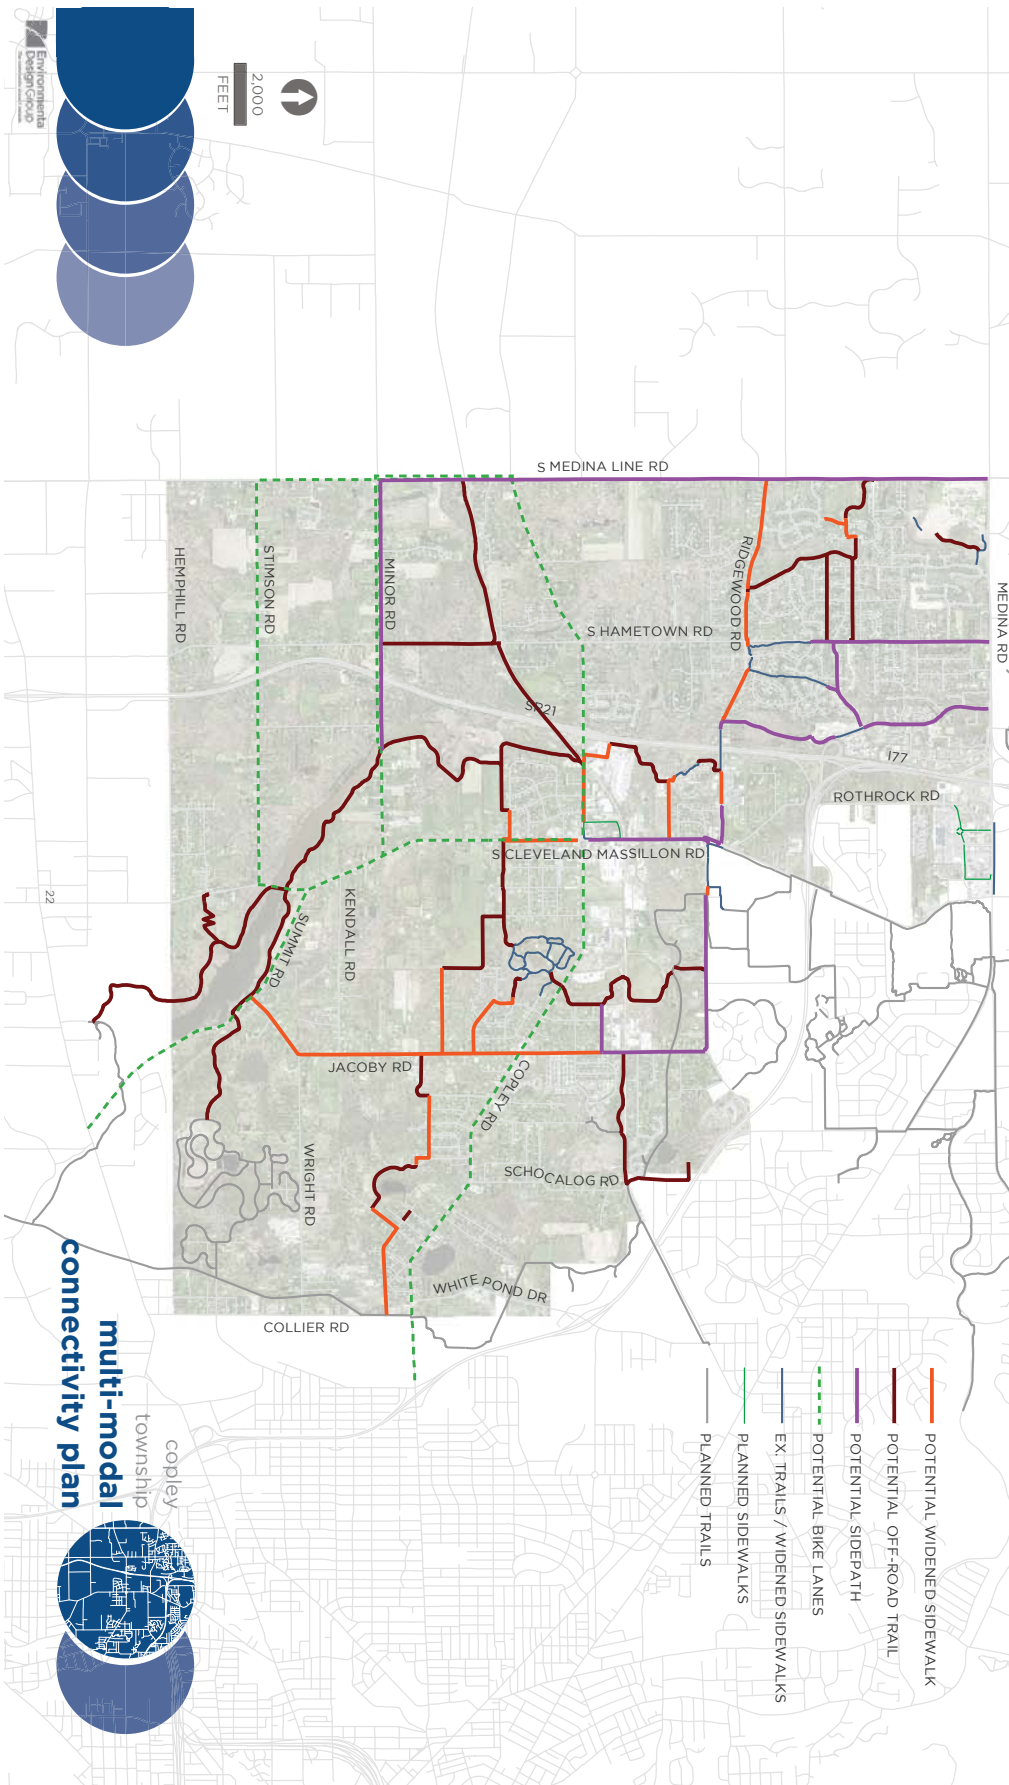 copley
township
multi-modal
connectivity plan
POTENTIAL WIDENED SIDEWALK
POTENTIAL OFF-ROAD TRAIL
POTENTIAL SIDEPATH
POTENTIAL BIKE LANES
EX. TRAILS / WIDENED SIDEWALKS
PLANNED SIDEWALKS
PLANNED TRAILS
2,000
FEET
Environmental
DesignGroup
S MEDINA LINE RD
HEMPHILL RD
STIMSON RD
MINOR RD
RIDGEWOOD RD
MEDINA RD
S HAMETOWN RD
SR21
I77
ROTHROCK RD
S CLEVELAND MASSILLON RD
22
SUMMIT RD
KENDALL RD
JACOBY RD
COPLEY RD
SCHOCALOG RD
WRIGHT RD
WHITE POND DR
COLLIER RD